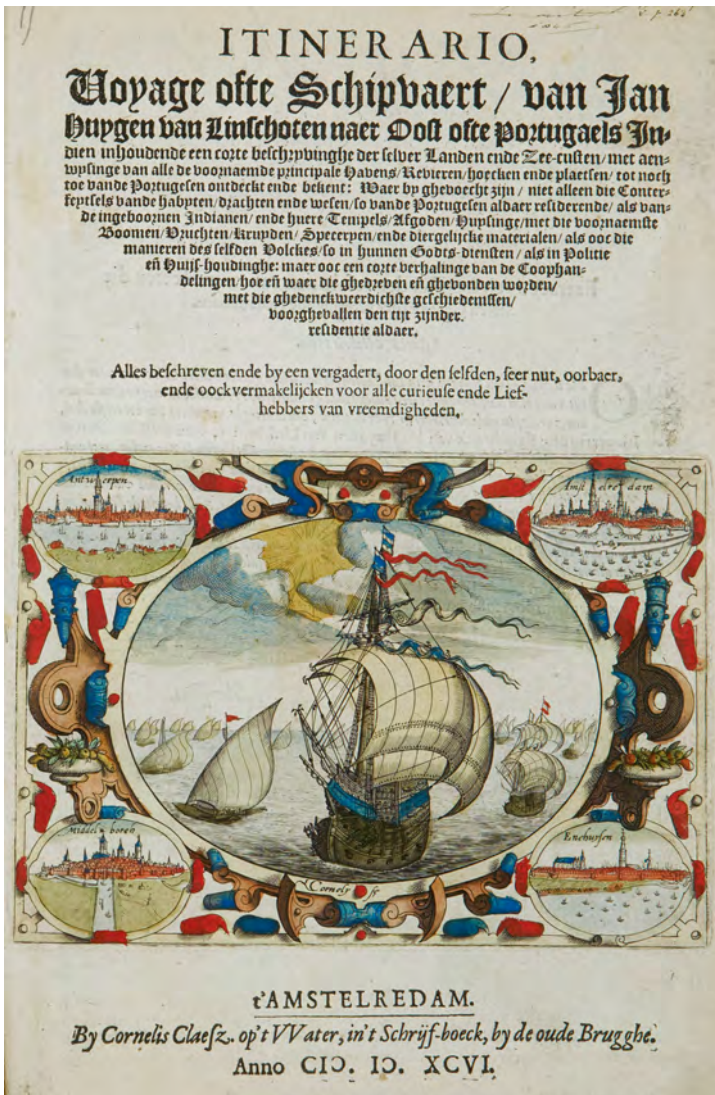 ITINERARIO,
Voyage ofte Schipvaert / van Jan
Huygen van Linschoten naer Oost ofte Portugaels In-
dien inhoudende een corte beschryvinghe der selver Landen ende Zee-custen / met aen-
wysinge van alle de voornaemde principale Havens / Revieren / hoecken ende plaetsen / tot noch
toe vande Portugesen ontdeckt ende bekent: Waer by ghevoecht zijn / niet alleen die Conter-
feytsels vande habyten / drachten ende wesen / so vande Portugesen aldaer residerende / als van-
de ingeboornen Indianen / ende huere Tempels / Afgoden / Huysinge / met die voornaemste
Boomen / Vruchten / Kruyden / Speceryen / ende diergelijcke materialen / als ooc die
manieren des selfden Volckes / so in hunnen Godts-diensten / als in Politie
eñ Huijs-houdinghe: maer ooc een corte verhalinge van de Coophan-
delingen / hoe eñ waer die ghedreven eñ ghevonden worden /
met die ghedenckweerdichste geschiedenissen /
voorghevallen den tijt zijnder
residentie aldaer.
Alles beschreven ende by een vergadert, door den selfden, seer nut, oorbaer,
ende oock vermakelijcken voor alle curieuse ende Lief-
hebbers van vreemdigheden.
Antwerpen
Amstelredam
Middelboren
Enchuysen
t'AMSTELREDAM.
By Cornelis Claesz. op't VVater, in't Schrijf-boeck, by de oude Brugghe.
Anno CIↃ. IↃ. XCVI.